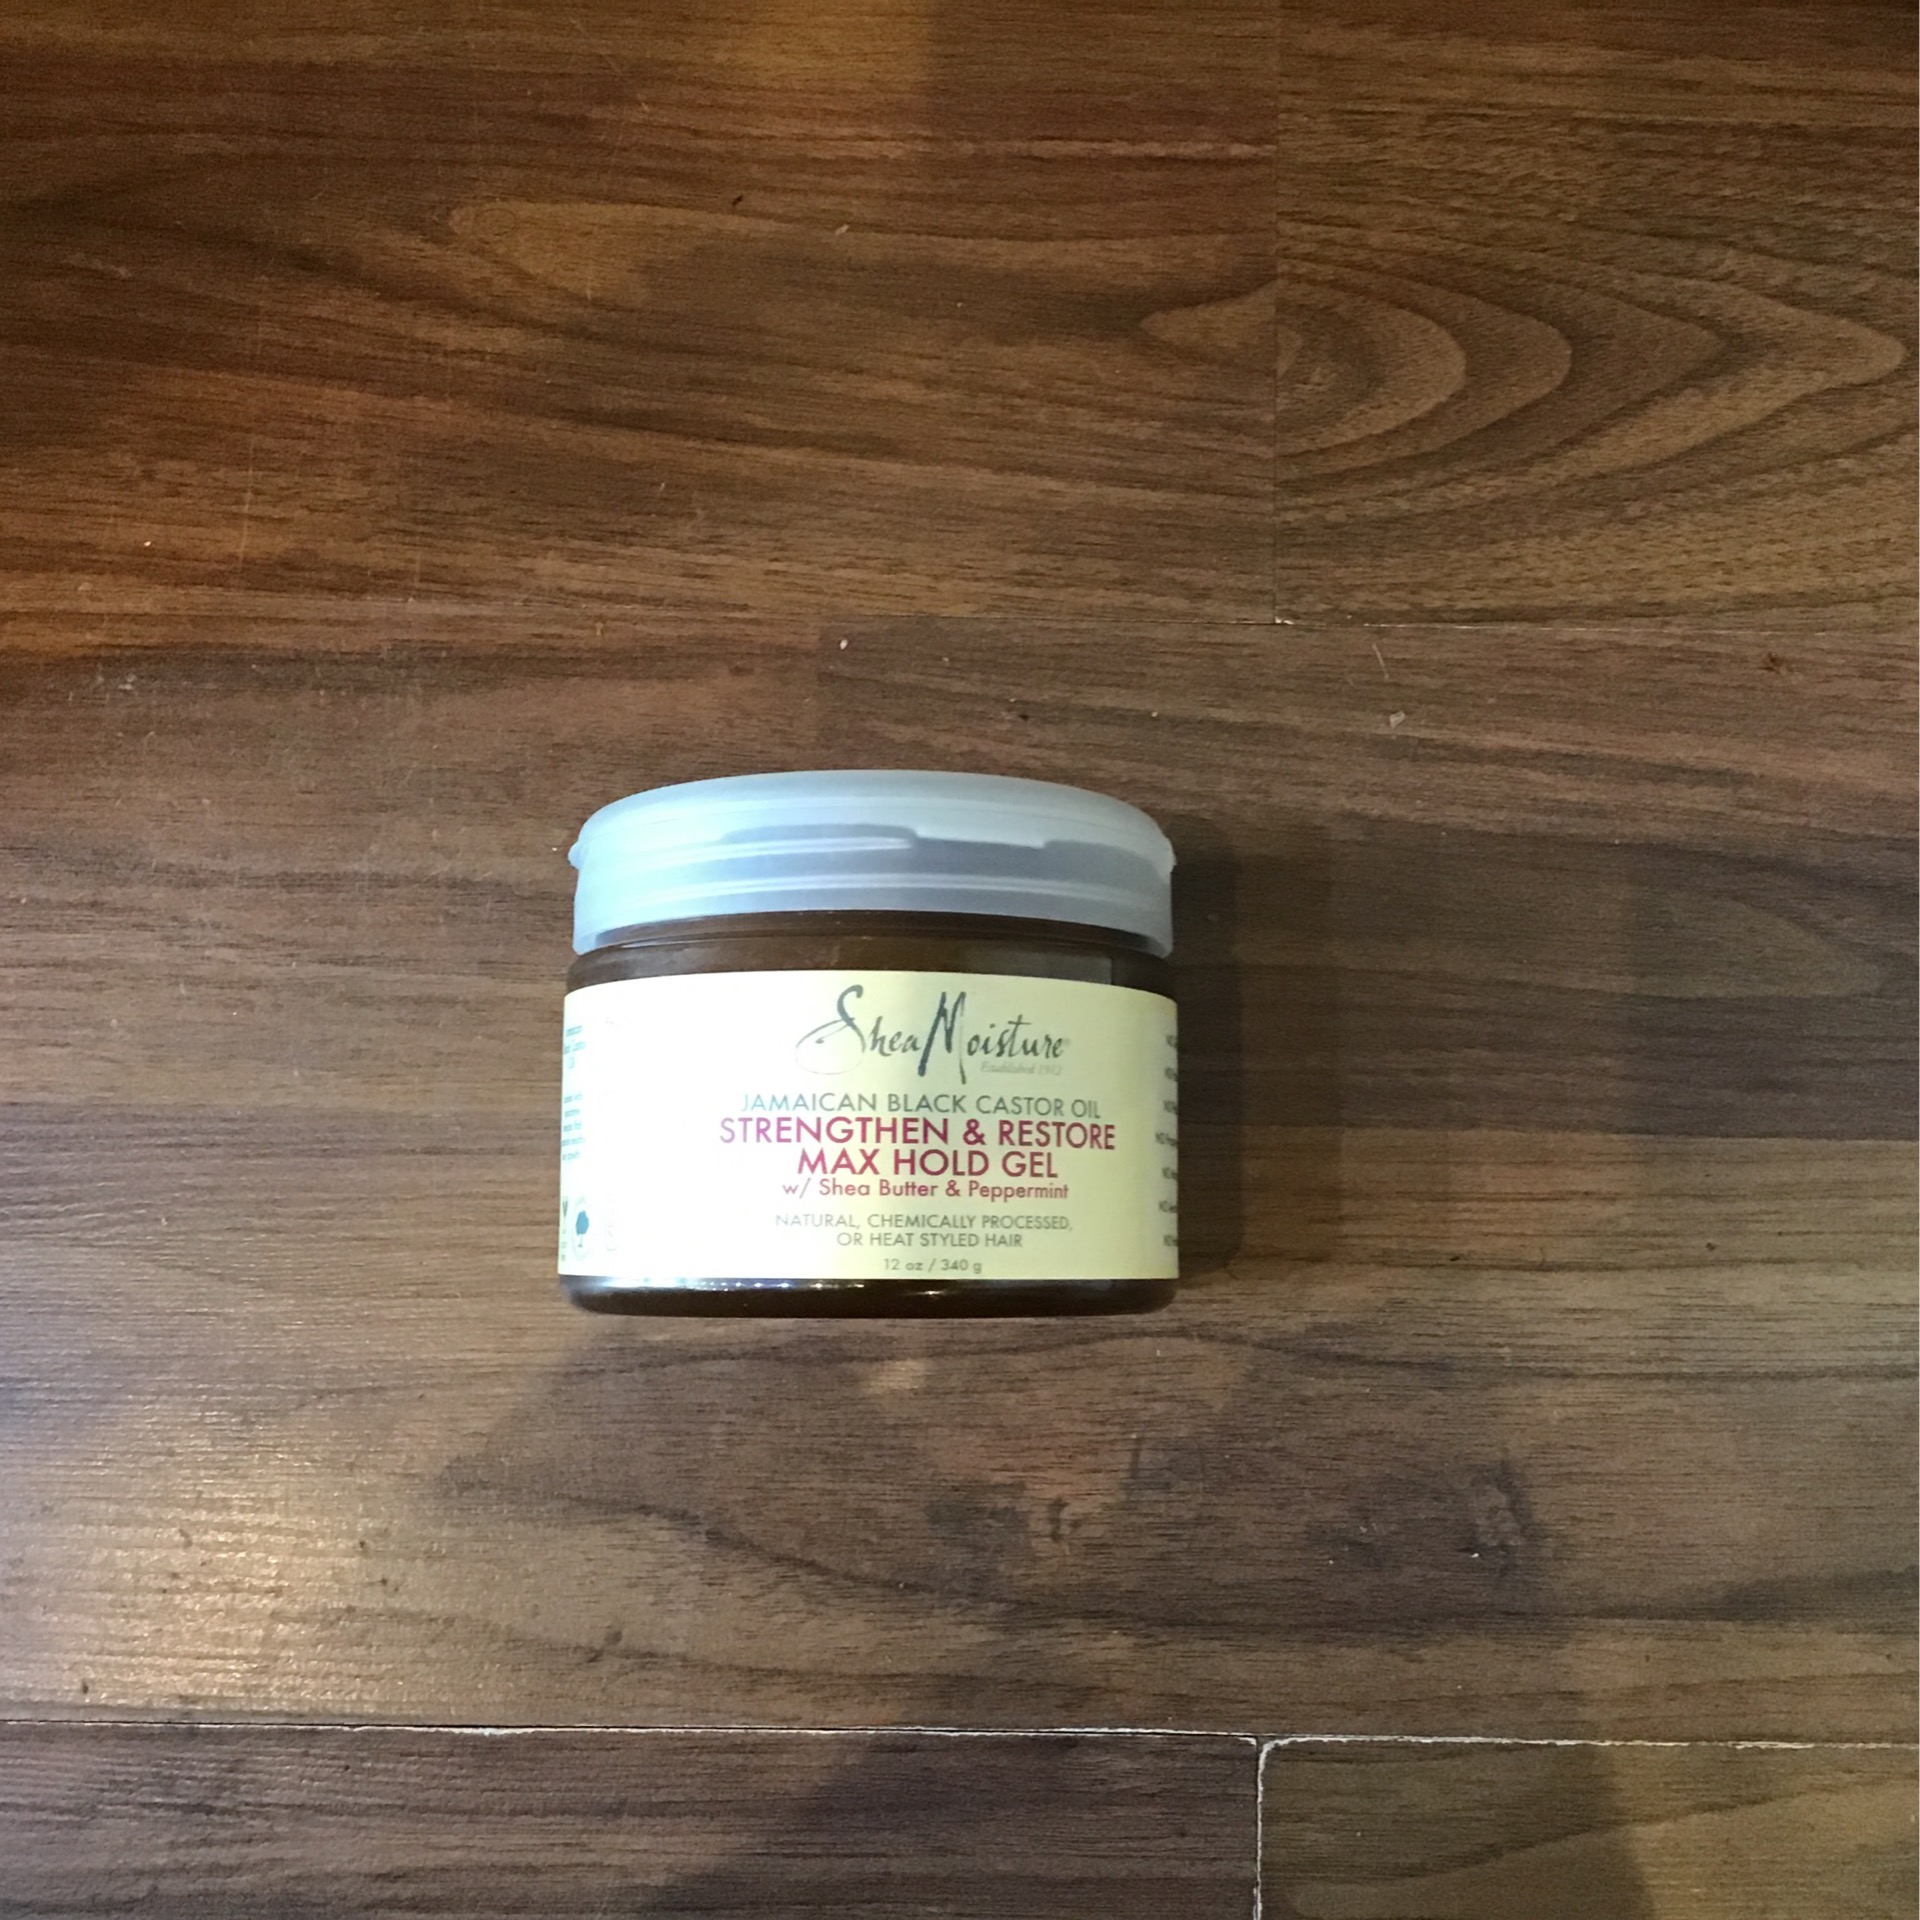 SheaMoisture®
Established 1912
JAMAICAN BLACK CASTOR OIL
STRENGTHEN & RESTORE
MAX HOLD GEL
w/ Shea Butter & Peppermint
NATURAL, CHEMICALLY PROCESSED,
OR HEAT STYLED HAIR
12 oz / 340 g